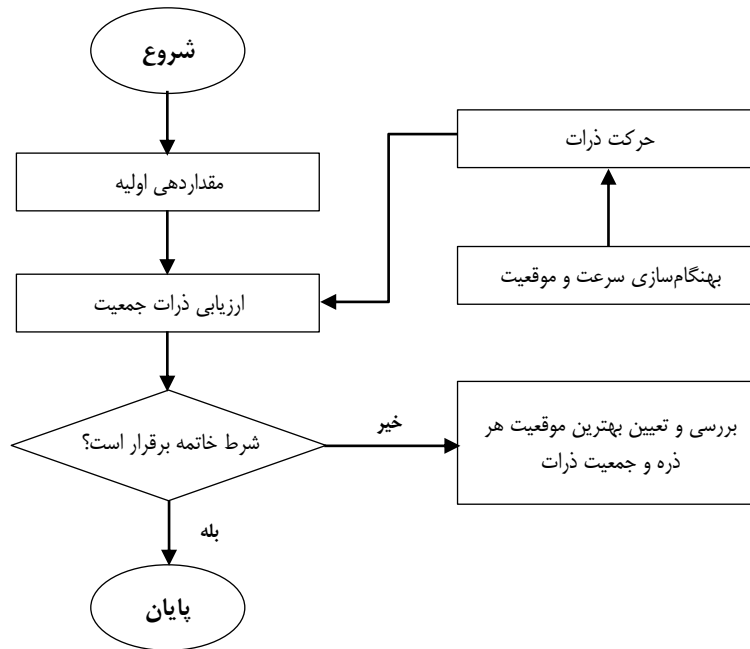 شروع
مقداردهی اولیه
ارزیابی ذرات جمعیت
شرط خاتمه برقرار است؟
خیر
بله
پایان
حرکت ذرات
بهنگام‌سازی سرعت و موقعیت
بررسی و تعیین بهترین موقعیت هر
ذره و جمعیت ذرات